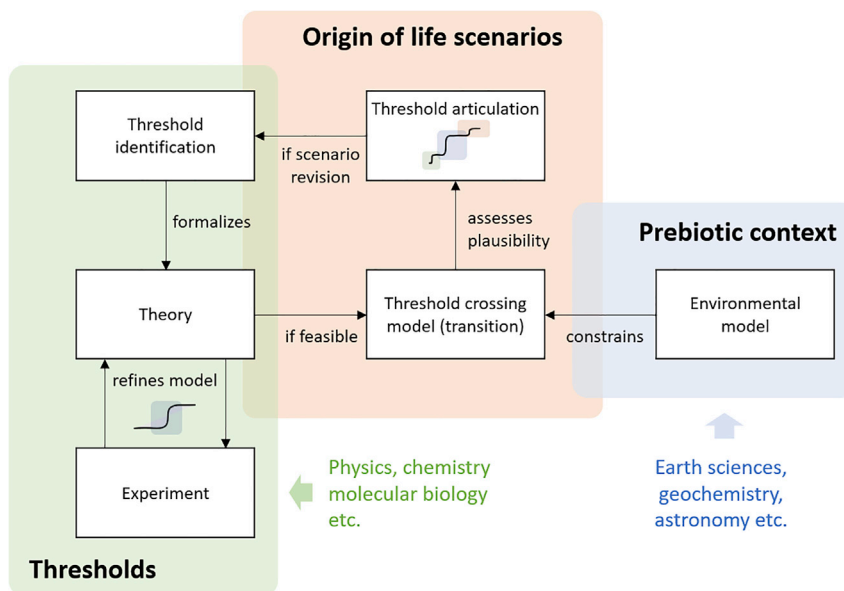 Origin of life scenarios
Threshold
identification
Threshold articulation
if scenario
revision
formalizes
assesses
plausibility
Prebiotic context
Theory
if feasible
Threshold crossing
model (transition)
constrains
Environmental
model
refines model
Experiment
Physics, chemistry
molecular biology
etc.
Earth sciences,
geochemistry,
astronomy etc.
Thresholds